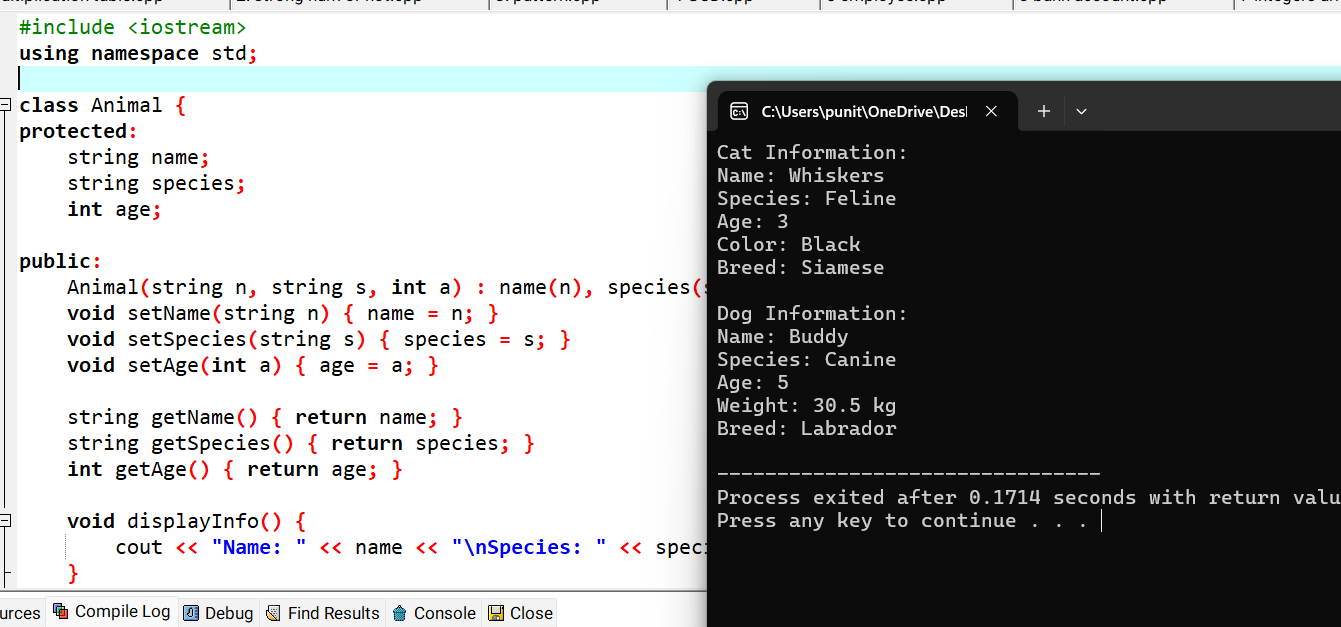 #include <iostream>
using namespace std;
class Animal {
protected:
string name;
string species;
int age;
public:
Animal(string n, string s, int a) : name(n), species(
void setName(string n) { name = n; }
void setSpecies(string s) { species = s; }
void setAge(int a) { age = a; }
string getName() { return name; }
string getSpecies() { return species; }
int getAge() { return age; }
void displayInfo() {
cout << "Name: " << name << "\nSpecies: " <<
}
Compile Log Debug Find Results Console Close
C:\Users\punit\OneDrive\Des
Cat Information:
Name: Whiskers
Species: Feline
Age: 3
Color: Black
Breed: Siamese
Dog Information:
Name: Buddy
Species: Canine
Age: 5
Weight: 30.5 kg
Breed: Labrador
--------------------------------
Process exited after 0.1714 seconds with return
Press any key to continue . . .